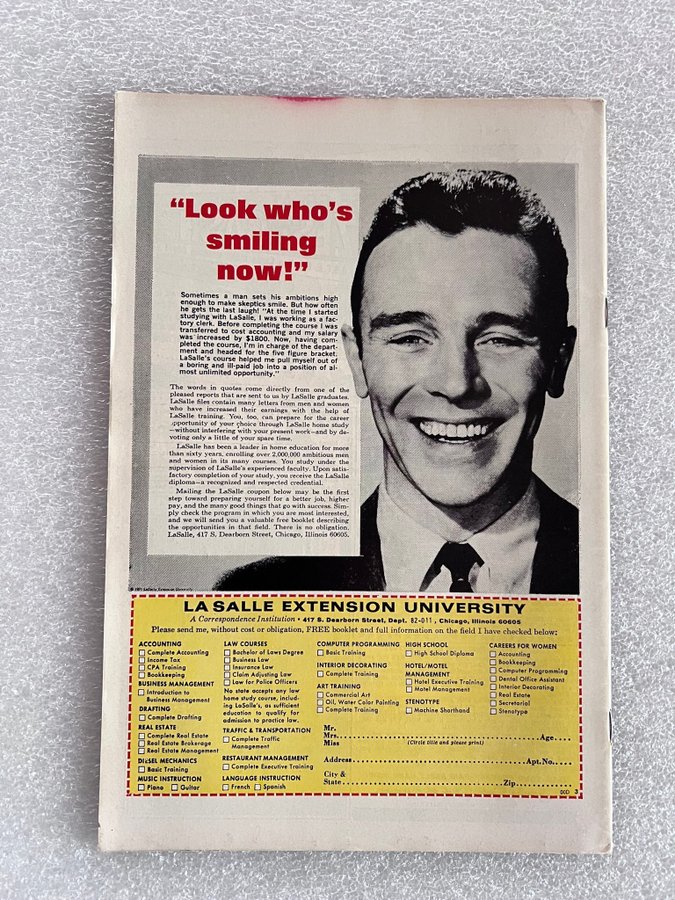 “Look who’s
smiling
now!”
Sometimes a man sets his ambitions high
enough to make skeptics smile. But how often
he gets the last laugh! “At the time I started
studying with LaSalle, I was working as a fac-
tory clerk. Before completing the course I was
transferred to cost accounting and my salary
was increased by $1800. Now, having com-
pleted the course, I’m in charge of the depart-
ment and headed for the five figure bracket.
LaSalle’s course helped me pull myself out of
a boring and ill-paid job into a position of al-
most unlimited opportunity.”
The words in quotes come directly from one of the
pleased reports that are sent to us by LaSalle graduates.
LaSalle files contain many letters from men and women
who have increased their earnings with the help of
LaSalle training. You, too, can prepare for the career
opportunity of your choice through LaSalle home study
—without interfering with your present work—and by de-
voting only a little of your spare time.
LaSalle has been a leader in home education for more
than sixty years, enrolling over 2,000,000 ambitious men
and women in its many courses. You study under the
supervision of LaSalle’s experienced faculty. Upon satis-
factory completion of your study, you receive the LaSalle
diploma—a recognized and respected credential.
Mailing the LaSalle coupon below may be the first
step toward preparing yourself for a better job, higher
pay, and the many good things that go with success. Sim-
ply check the program in which you are most interested,
and we will send you a valuable free booklet describing
the opportunities in that field. There is no obligation.
LaSalle, 417 S. Dearborn Street, Chicago, Illinois 60605.
LaSalle Extension University
LA SALLE EXTENSION UNIVERSITY
A Correspondence Institution • 417 S. Dearborn Street, Dept. 82-011, Chicago, Illinois 60605
Please send me, without cost or obligation, FREE booklet and full information on the field I have checked below:
ACCOUNTING
Complete Accounting
Income Tax
CPA Training
Bookkeeping
BUSINESS MANAGEMENT
Introduction to
Business Management
DRAFTING
Complete Drafting
REAL ESTATE
Complete Real Estate
Real Estate Brokerage
Real Estate Management
DIESEL MECHANICS
Basic Training
MUSIC INSTRUCTION
Piano Guitar
LAW COURSES
Bachelor of Laws Degree
Business Law
Insurance Law
Claim Adjusting Law
Law for Police Officers
No state accepts any law
home study course, includ-
ing LaSalle’s, as sufficient
education to qualify for
admission to practice law.
TRAFFIC & TRANSPORTATION
Complete Traffic
Management
RESTAURANT MANAGEMENT
Complete Executive Training
LANGUAGE INSTRUCTION
French Spanish
COMPUTER PROGRAMMING
Basic Training
INTERIOR DECORATING
Complete Training
ART TRAINING
Commercial Art
Oil, Water Color Painting
Complete Training
HIGH SCHOOL
High School Diploma
HOTEL/MOTEL
MANAGEMENT
Hotel Executive Training
Motel Management
STENOTYPE
Machine Shorthand
CAREERS FOR WOMEN
Accounting
Bookkeeping
Computer Programming
Dental Office Assistant
Interior Decorating
Real Estate
Secretarial
Stenotype
Mr.
Mrs. Age
Miss (Circle title and please print)
Address Apt.No.
City &
State Zip